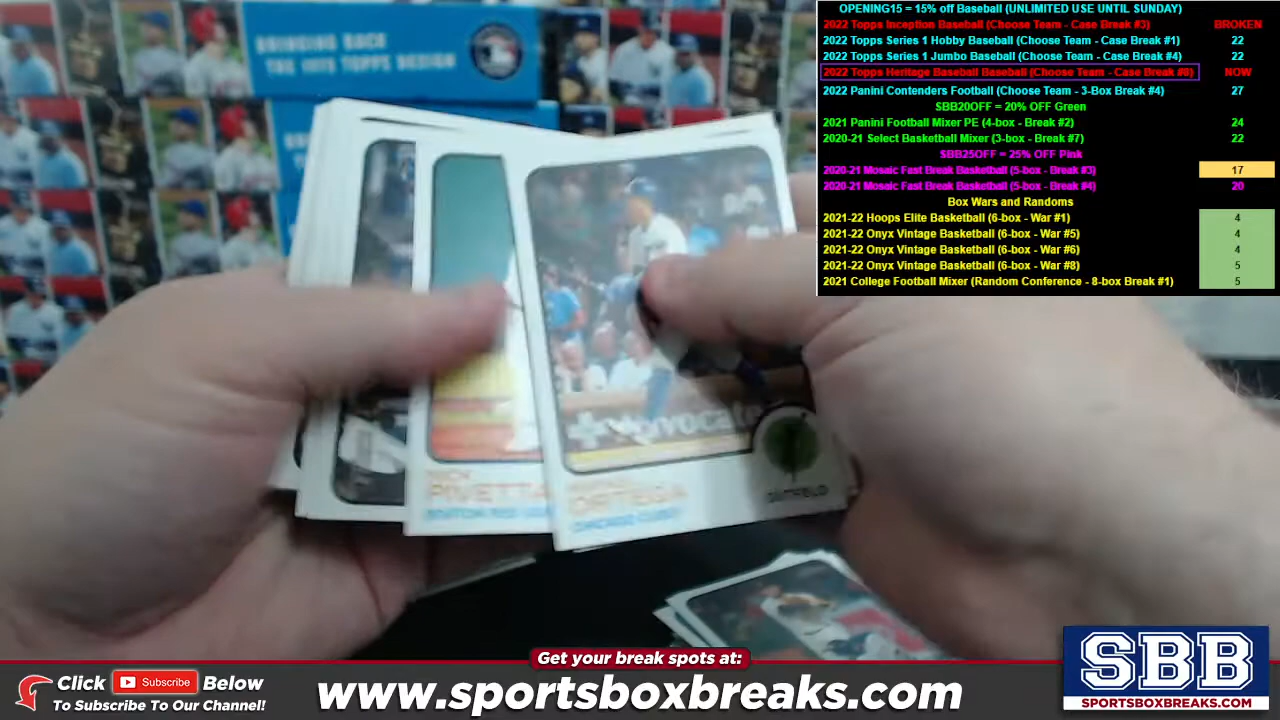 OPENING15 = 15% off Baseball (UNLIMITED USE UNTIL SUNDAY)
2022 Topps Inception Baseball (Choose Team - Case Break #3) BROKEN
2022 Topps Series 1 Hobby Baseball (Choose Team - Case Break #1) 22
2022 Topps Series 1 Jumbo Baseball (Choose Team - Case Break #4) 22
2022 Topps Heritage Baseball Baseball (Choose Team - Case Break #8) NOW
2022 Panini Contenders Football (Choose Team - 3-Box Break #4) 27
SBB20OFF = 20% OFF Green
2021 Panini Football Mixer PE (4-box - Break #2) 24
2020-21 Select Basketball Mixer (3-box - Break #7) 22
SBB25OFF = 25% OFF Pink
2020-21 Mosaic Fast Break Basketball (5-box - Break #3) 17
2020-21 Mosaic Fast Break Basketball (5-box - Break #4) 20
Box Wars and Randoms
2021-22 Hoops Elite Basketball (6-box - War #1) 4
2021-22 Onyx Vintage Basketball (6-box - War #5) 4
2021-22 Onyx Vintage Basketball (6-box - War #6) 4
2021-22 Onyx Vintage Basketball (6-box - War #8) 5
2021 College Football Mixer (Random Conference - 8-box Break #1) 5
PIVETTA
ORTEGA
OUTFIELD
Get your break spots at:
Click Subscribe Below
To Subscribe To Our Channel!
www.sportsboxbreaks.com
SBB
SPORTSBOXBREAKS.COM